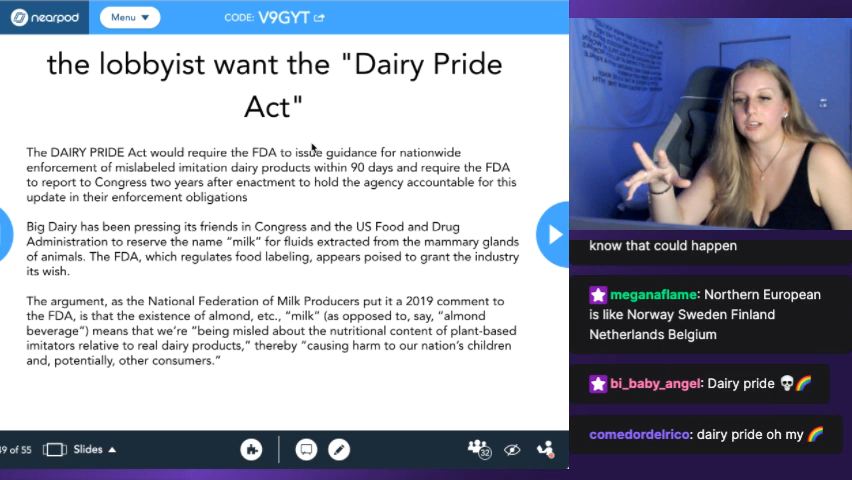 nearpod
Menu
CODE: V9GYT
the lobbyist want the "Dairy Pride
Act"
The DAIRY PRIDE Act would require the FDA to issue guidance for nationwide
enforcement of mislabeled imitation dairy products within 90 days and require the FDA
to report to Congress two years after enactment to hold the agency accountable for this
update in their enforcement obligations
Big Dairy has been pressing its friends in Congress and the US Food and Drug
Administration to reserve the name “milk” for fluids extracted from the mammary glands
of animals. The FDA, which regulates food labeling, appears poised to grant the industry
its wish.
The argument, as the National Federation of Milk Producers put it a 2019 comment to
the FDA, is that the existence of almond, etc., “milk” (as opposed to, say, “almond
beverage”) means that we’re “being misled about the nutritional content of plant-based
imitators relative to real dairy products,” thereby “causing harm to our nation’s children
and, potentially, other consumers.”
49 of 55
Slides
32
know that could happen
meganaflame: Northern European
is like Norway Sweden Finland
Netherlands Belgium
bi_baby_angel: Dairy pride 💀🌈
comedordelrico: dairy pride oh my 🌈